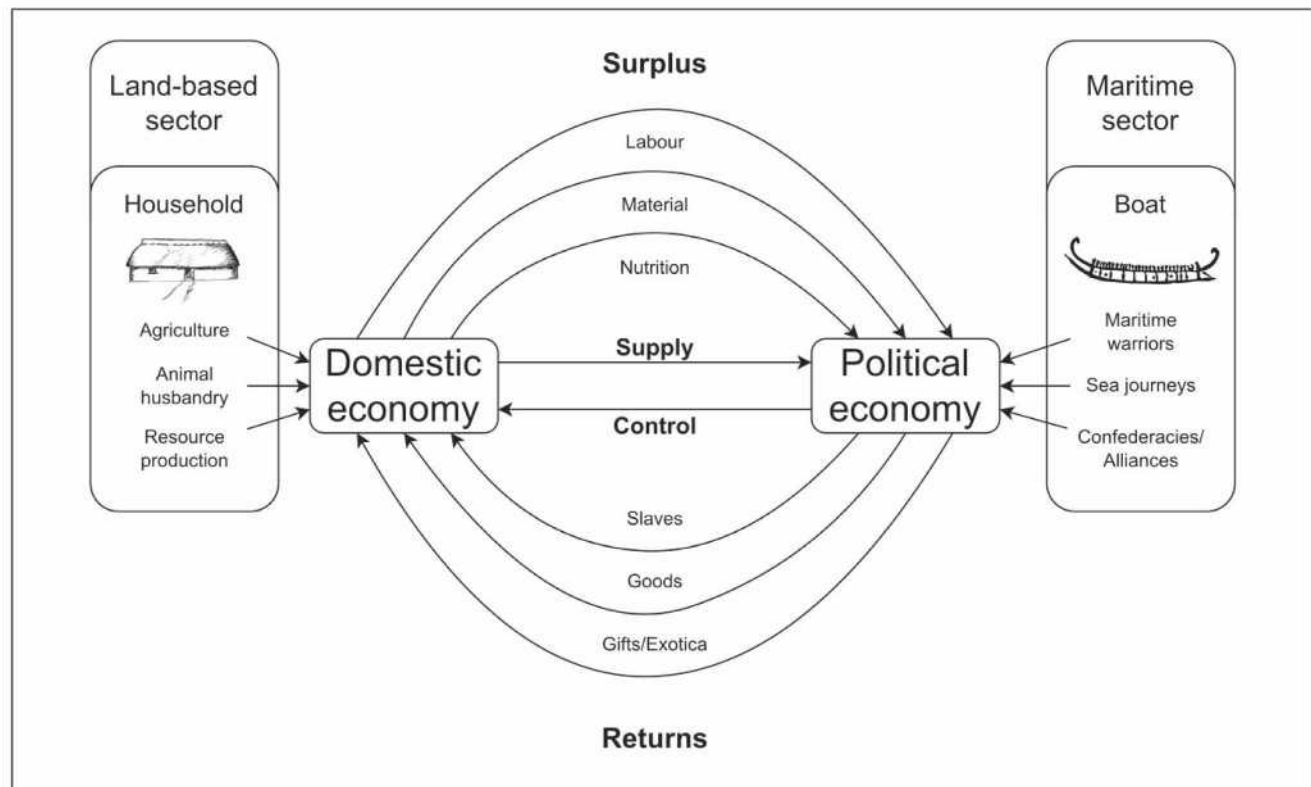 Surplus
Land-based
sector
Maritime
sector
Labour
Household
Material
Boat
Nutrition
Agriculture
Animal
husbandry
Resource
production
Domestic
economy
Supply
Control
Political
economy
Maritime
warriors
Sea journeys
Confederacies/
Alliances
Slaves
Goods
Gifts/Exotica
Returns